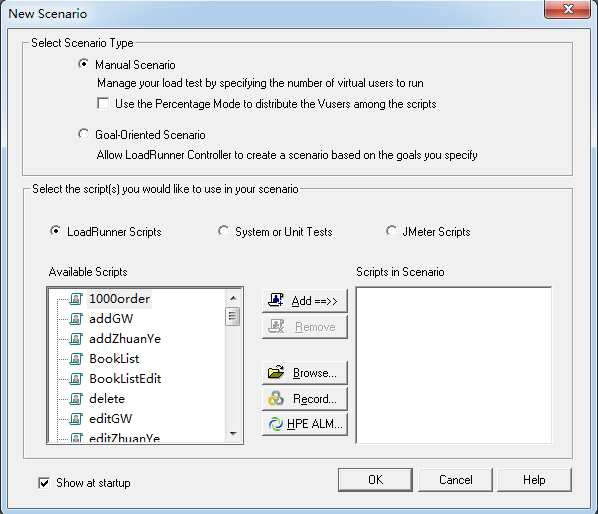 New Scenario
Select Scenario Type
Manual Scenario
Manage your load test by specifying the number of virtual users to run
Use the Percentage Mode to distribute the Vusers among the scripts
Goal-Oriented Scenario
Allow LoadRunner Controller to create a scenario based on the goals you specify
Select the script(s) you would like to use in your scenario
LoadRunner Scripts
System or Unit Tests
JMeter Scripts
Available Scripts
Scripts in Scenario
1000order
addGW
addZhuanYe
BookList
BookListEdit
delete
editGW
editZhuanYe
Add ==>>
Remove
Browse...
Record...
HPE ALM...
Show at startup
OK
Cancel
Help